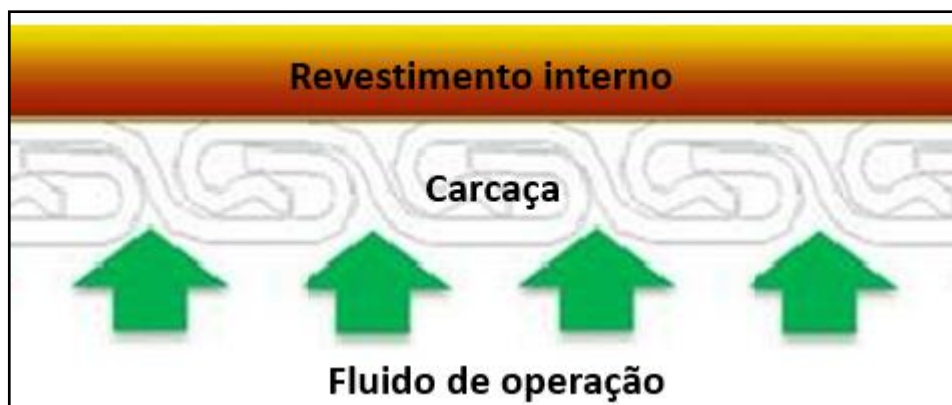 Revestimento interno
Carcaça
Fluido de operação